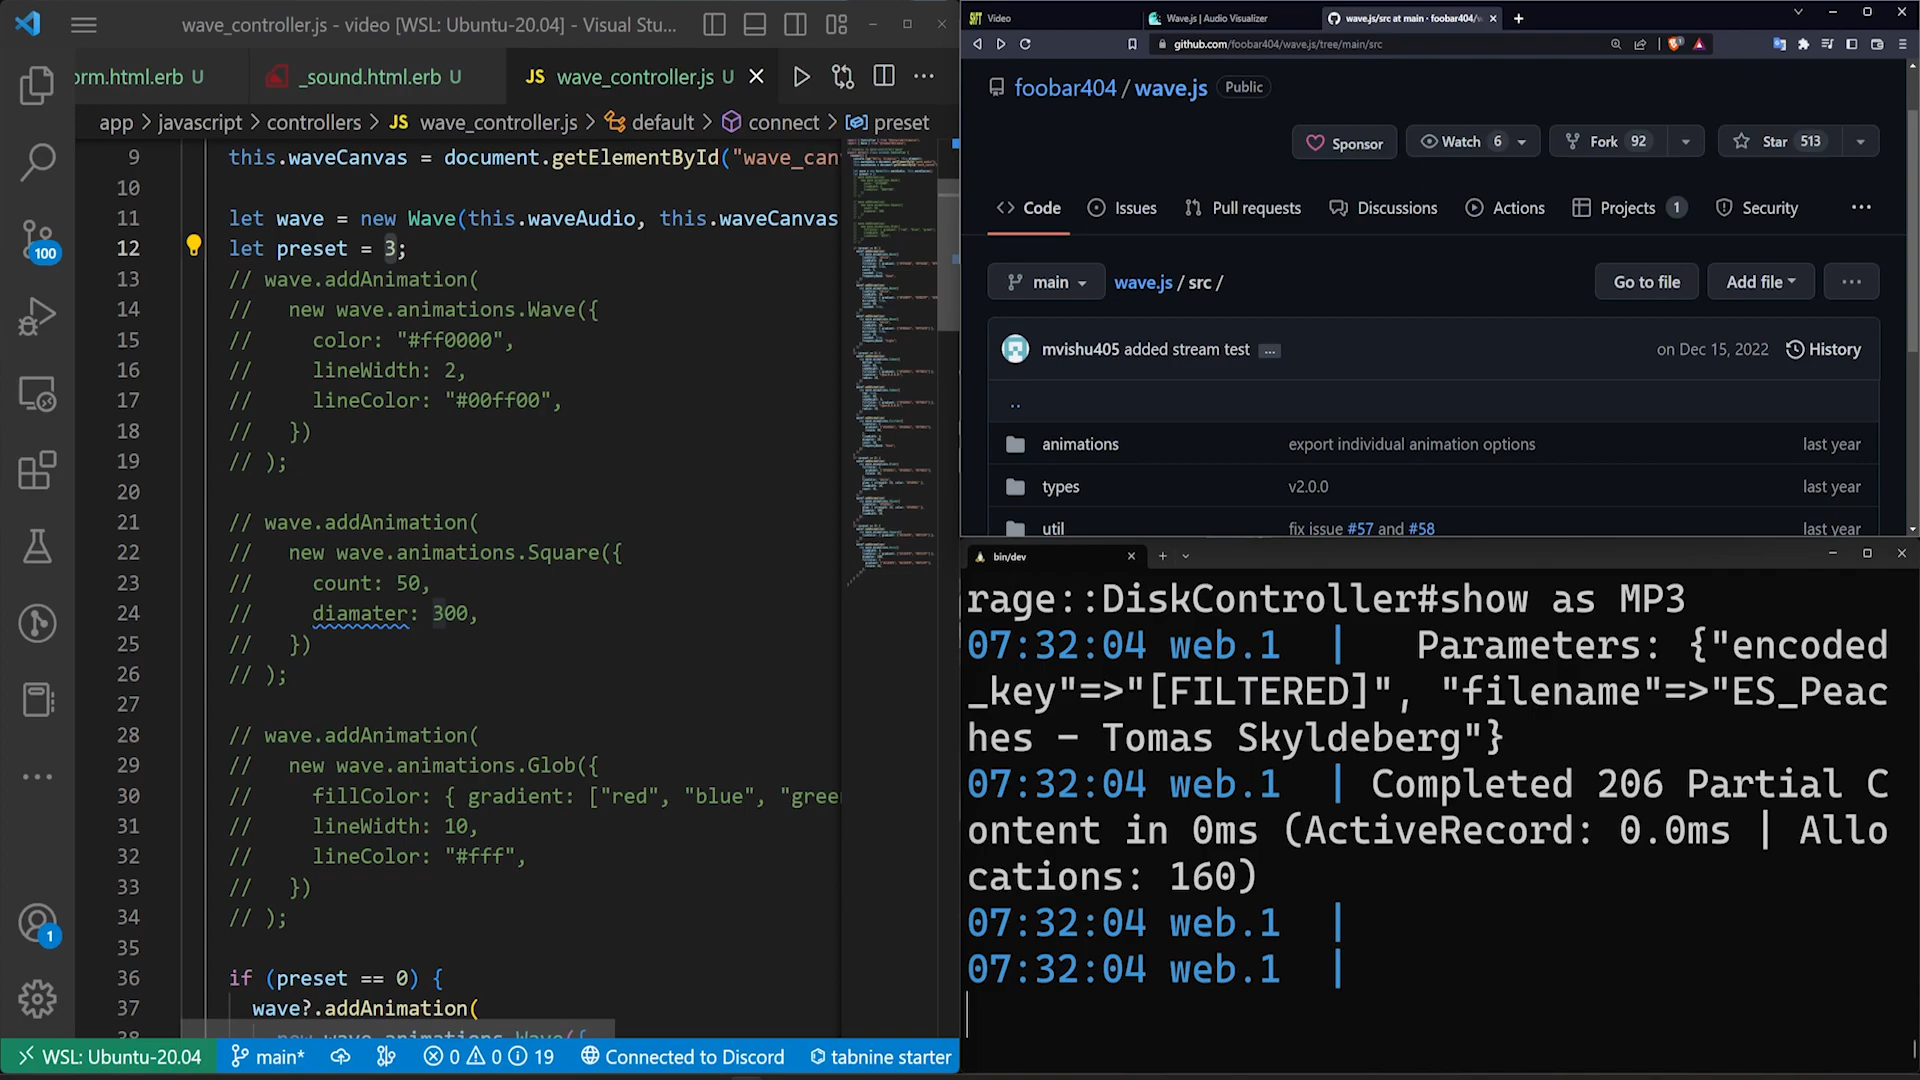 wave_controller.js - video [WSL: Ubuntu-20.04] - Visual Stu...
orm.html.erb U
_sound.html.erb U
JS wave_controller.js U
app > javascript > controllers > JS wave_controller.js > default > connect > preset
9 this.waveCanvas = document.getElementById("wave_can
10
11 let wave = new Wave(this.waveAudio, this.waveCanvas
12 let preset = 3;
13 // wave.addAnimation(
14 //   new wave.animations.Wave({
15 //     color: "#ff0000",
16 //     lineWidth: 2,
17 //     lineColor: "#00ff00",
18 //   })
19 // );
20
21 // wave.addAnimation(
22 //   new wave.animations.Square({
23 //     count: 50,
24 //     diamater: 300,
25 //   })
26 // );
27
28 // wave.addAnimation(
29 //   new wave.animations.Glob({
30 //     fillColor: { gradient: ["red", "blue", "green
31 //     lineWidth: 10,
32 //     lineColor: "#fff",
33 //   })
34 // );
35
36 if (preset == 0) {
37   wave?.addAnimation(
38     new wave.animations.Wave({
100
1
WSL: Ubuntu-20.04 main* 0 0 19 Connected to Discord tabnine starter
Video
Wave.js | Audio Visualizer
wave.js/src at main · foobar404/w
github.com/foobar404/wave.js/tree/main/src
foobar404 / wave.js Public
Sponsor
Watch 6
Fork 92
Star 513
Code
Issues
Pull requests
Discussions
Actions
Projects 1
Security
main
wave.js / src /
Go to file
Add file
mvishu405 added stream test ...
on Dec 15, 2022
History
..
animations export individual animation options last year
types v2.0.0 last year
util fix issue #57 and #58 last year
bin/dev
rage::DiskController#show as MP3
07:32:04 web.1  |   Parameters: {"encoded
_key"=>"[FILTERED]", "filename"=>"ES_Peac
hes - Tomas Skyldeberg"}
07:32:04 web.1  | Completed 206 Partial C
ontent in 0ms (ActiveRecord: 0.0ms | Allo
cations: 160)
07:32:04 web.1  |
07:32:04 web.1  |